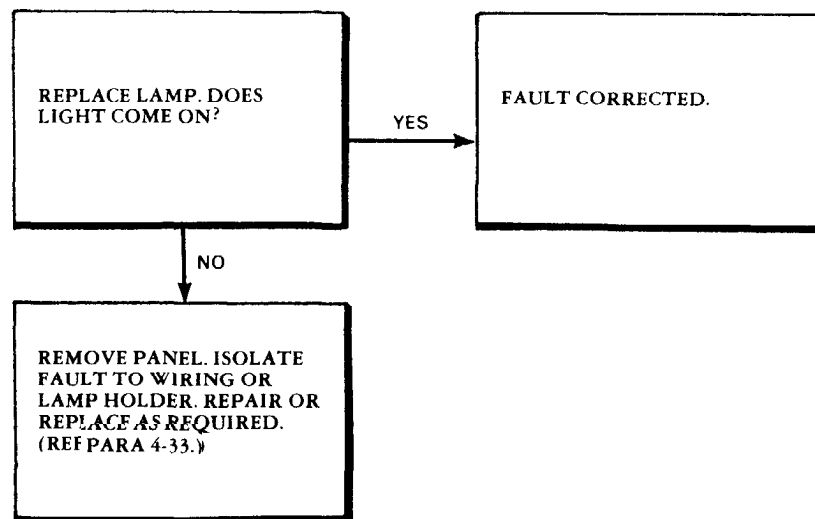 REPLACE LAMP. DOES
LIGHT COME ON?
YES
FAULT CORRECTED.
NO
REMOVE PANEL. ISOLATE
FAULT TO WIRING OR
LAMP HOLDER. REPAIR OR
REPLACE AS REQUIRED.
(REF PARA 4-33.)